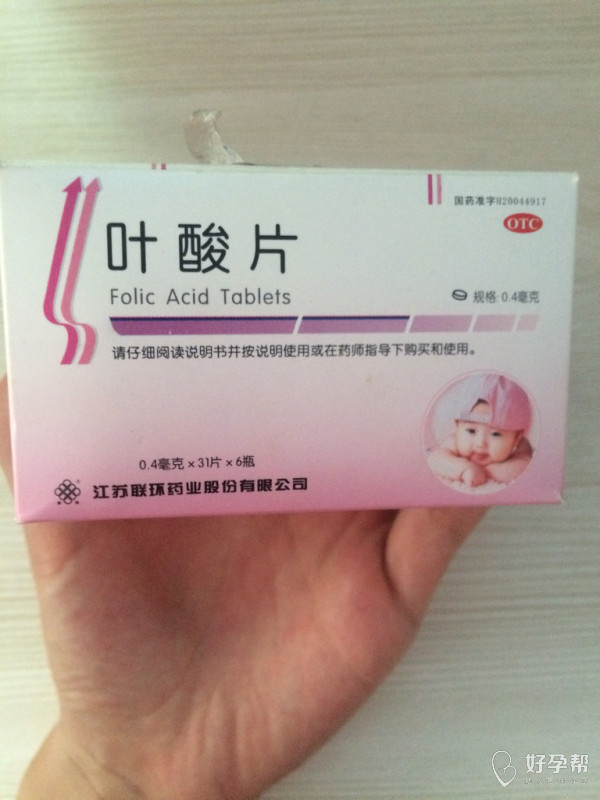 国药准字H20044917
OTC
叶酸片
Folic Acid Tablets
规格:0.4毫克
请仔细阅读说明书并按说明使用或在药师指导下购买和使用。
0.4毫克×31片×6瓶
江苏联环药业股份有限公司
好孕帮